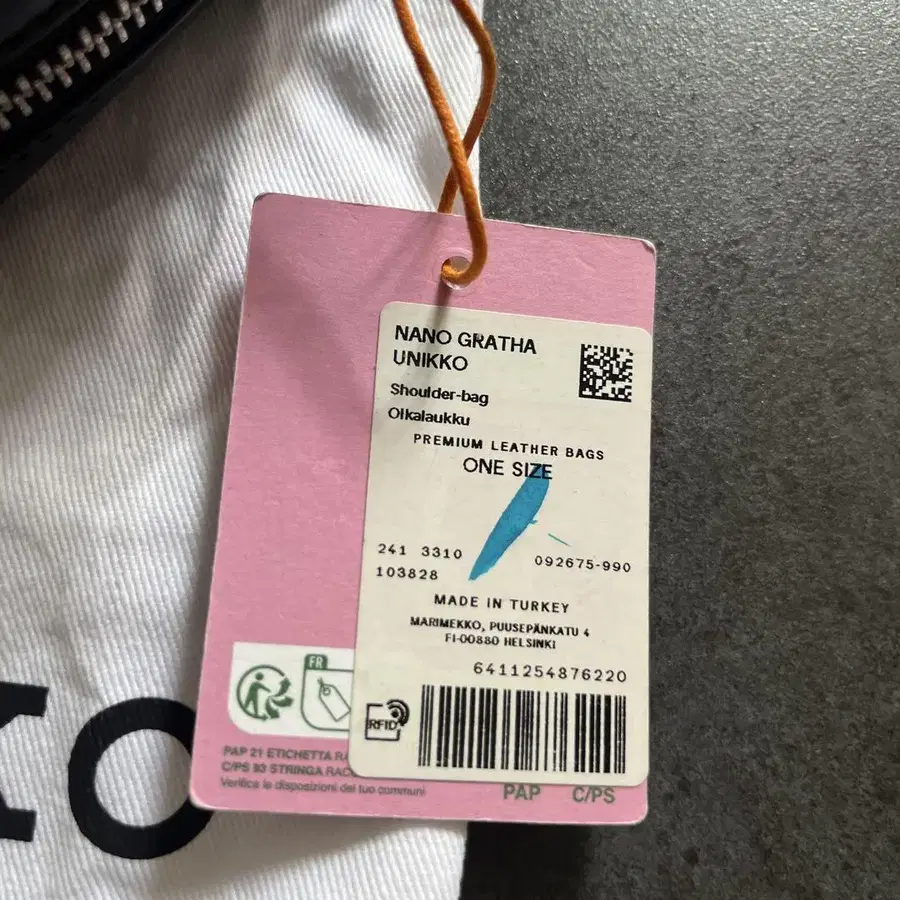 NANO GRATHA
UNIKKO
Shoulder-bag
Olkalaukku
PREMIUM LEATHER BAGS
ONE SIZE
241 3310
092675-990
103828
MADE IN TURKEY
MARIMEKKO, PUUSEPÄNKATU 4
FI-00880 HELSINKI
6411254876220
RFID
FR
PAP 21 ETICHETTA
C/PS 93 STRINGA
Verifica le disposizioni del tuo communi
PAP C/PS
KO